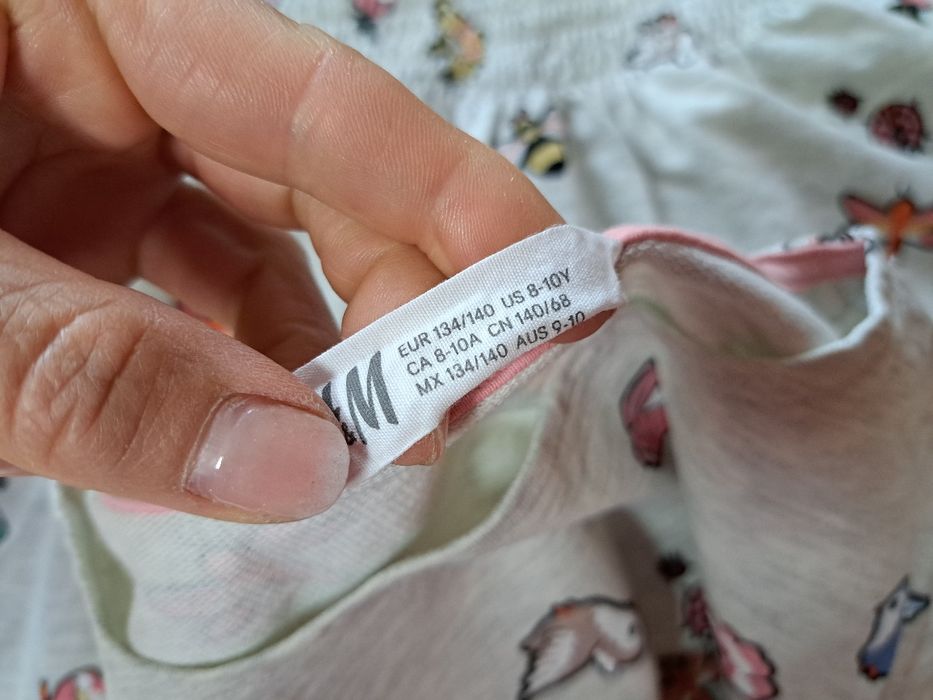 &M
EUR 134/140 US 8-10Y
CA 8-10A CN 140/68
MX 134/140 AUS 9-10